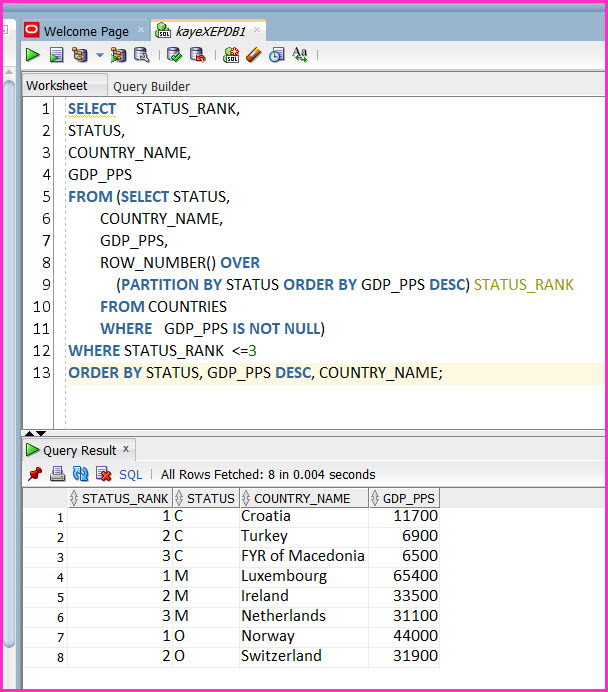 Welcome Page × kayeXEPDB1 ×
SQL Aa
Worksheet Query Builder
1 SELECT STATUS_RANK,
2 STATUS,
3 COUNTRY_NAME,
4 GDP_PPS
5 FROM (SELECT STATUS,
6 COUNTRY_NAME,
7 GDP_PPS,
8 ROW_NUMBER() OVER
9 (PARTITION BY STATUS ORDER BY GDP_PPS DESC) STATUS_RANK
10 FROM COUNTRIES
11 WHERE GDP_PPS IS NOT NULL)
12 WHERE STATUS_RANK <=3
13 ORDER BY STATUS, GDP_PPS DESC, COUNTRY_NAME;
Query Result ×
SQL | All Rows Fetched: 8 in 0.004 seconds
STATUS_RANK STATUS COUNTRY_NAME GDP_PPS
1 1 C Croatia 11700
2 2 C Turkey 6900
3 3 C FYR of Macedonia 6500
4 1 M Luxembourg 65400
5 2 M Ireland 33500
6 3 M Netherlands 31100
7 1 O Norway 44000
8 2 O Switzerland 31900